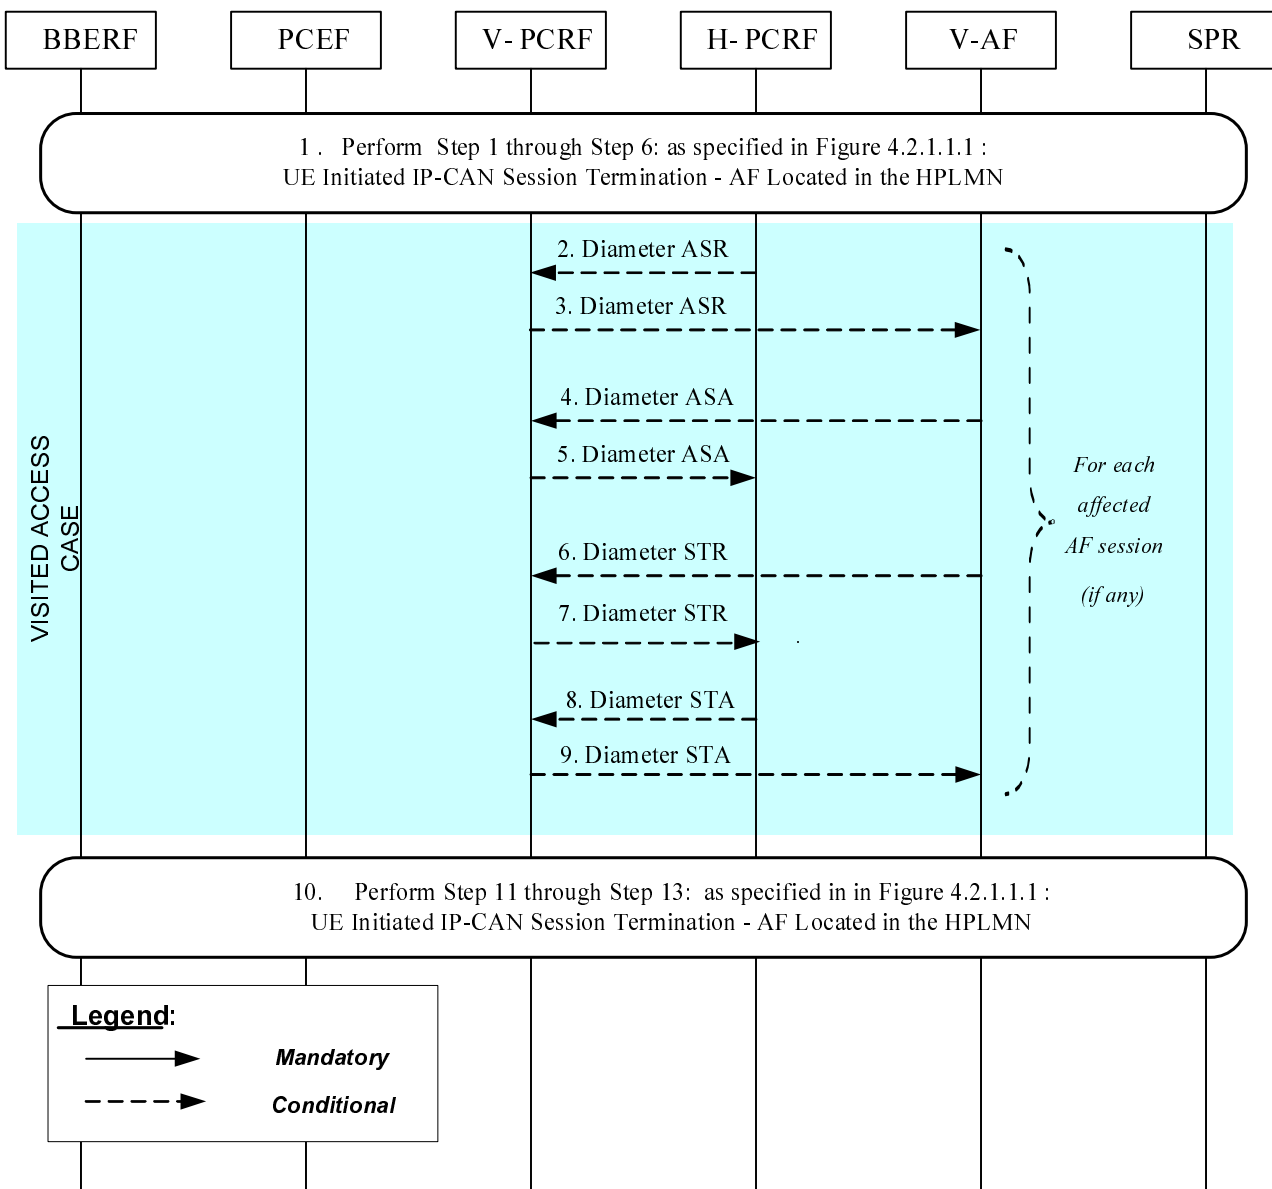 BBERF PCEF V- PCRF H- PCRF V-AF SPR
1 . Perform Step 1 through Step 6: as specified in Figure 4.2.1.1.1 :
UE Initiated IP-CAN Session Termination - AF Located in the HPLMN
2. Diameter ASR
3. Diameter ASR
4. Diameter ASA
5. Diameter ASA
6. Diameter STR
7. Diameter STR
8. Diameter STA
9. Diameter STA
For each
affected
AF session
(if any)
VISITED ACCESS
CASE
10. Perform Step 11 through Step 13: as specified in in Figure 4.2.1.1.1 :
UE Initiated IP-CAN Session Termination - AF Located in the HPLMN
Legend:
Mandatory
Conditional